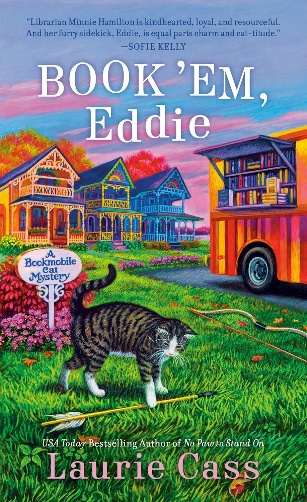 "Librarian Minnie Hamilton is kindhearted, loyal, and resourceful.
And her furry sidekick, Eddie, is equal parts charm and cat-titude."
—SOFIE KELLY
BOOK 'EM,
Eddie
A
Bookmobile
Cat
Mystery
USA Today Bestselling Author of No Paw to Stand On
Laurie Cass